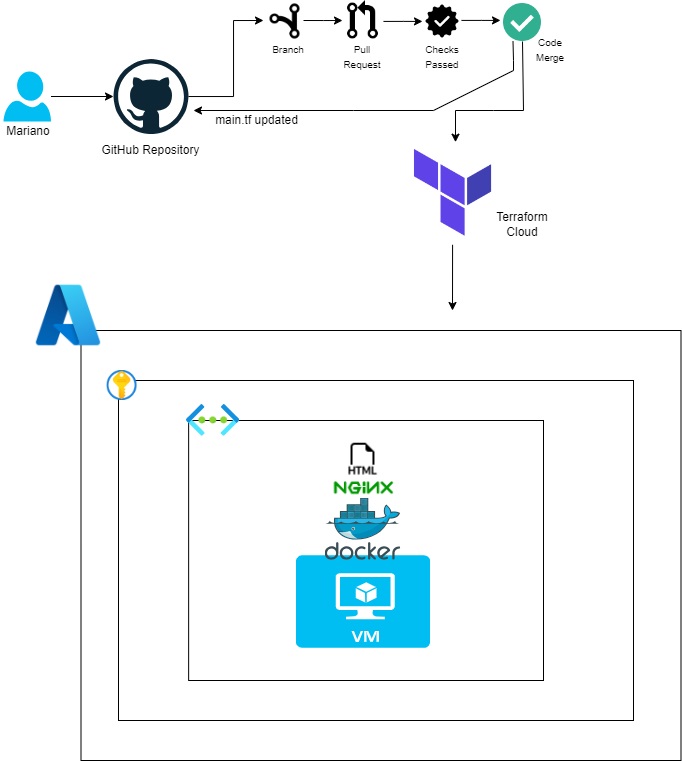 Branch
Pull
Request
Checks
Passed
Code
Merge
Mariano
main.tf updated
GitHub Repository
Terraform
Cloud
HTML
NGINX
docker
VM